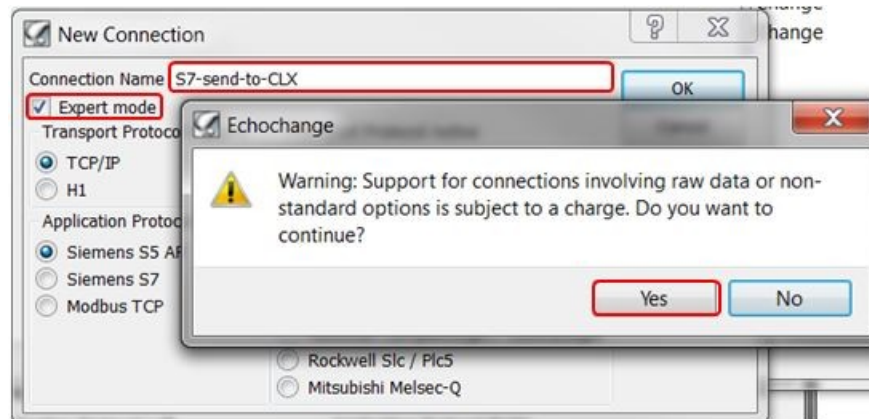 hange
New Connection
Connection Name S7-send-to-CLX
OK
Expert mode
Transport Protoco
TCP/IP
H1
Application Protoc
Siemens S5 AF
Siemens S7
Modbus TCP
Echochange
Warning: Support for connections involving raw data or non-
standard options is subject to a charge. Do you want to
continue?
Yes No
Rockwell Slc / Plc5
Mitsubishi Melsec-Q